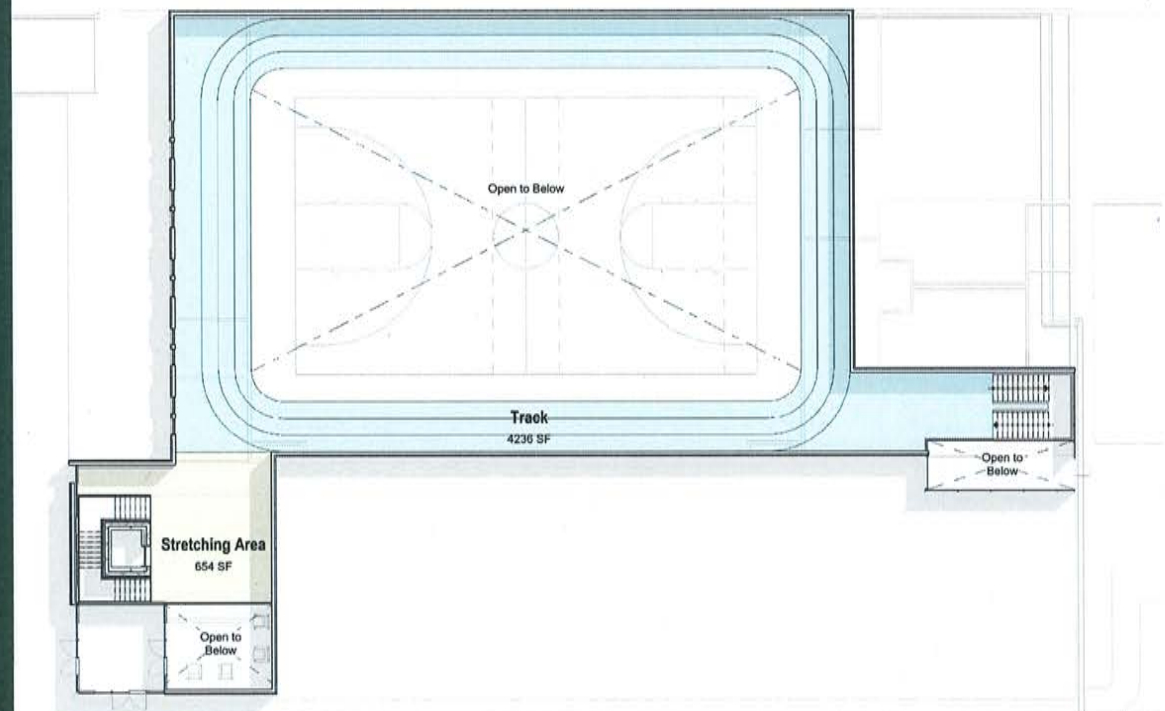 Open to Below
Track
4236 SF
Open to
Below
Stretching Area
654 SF
Open to
Below